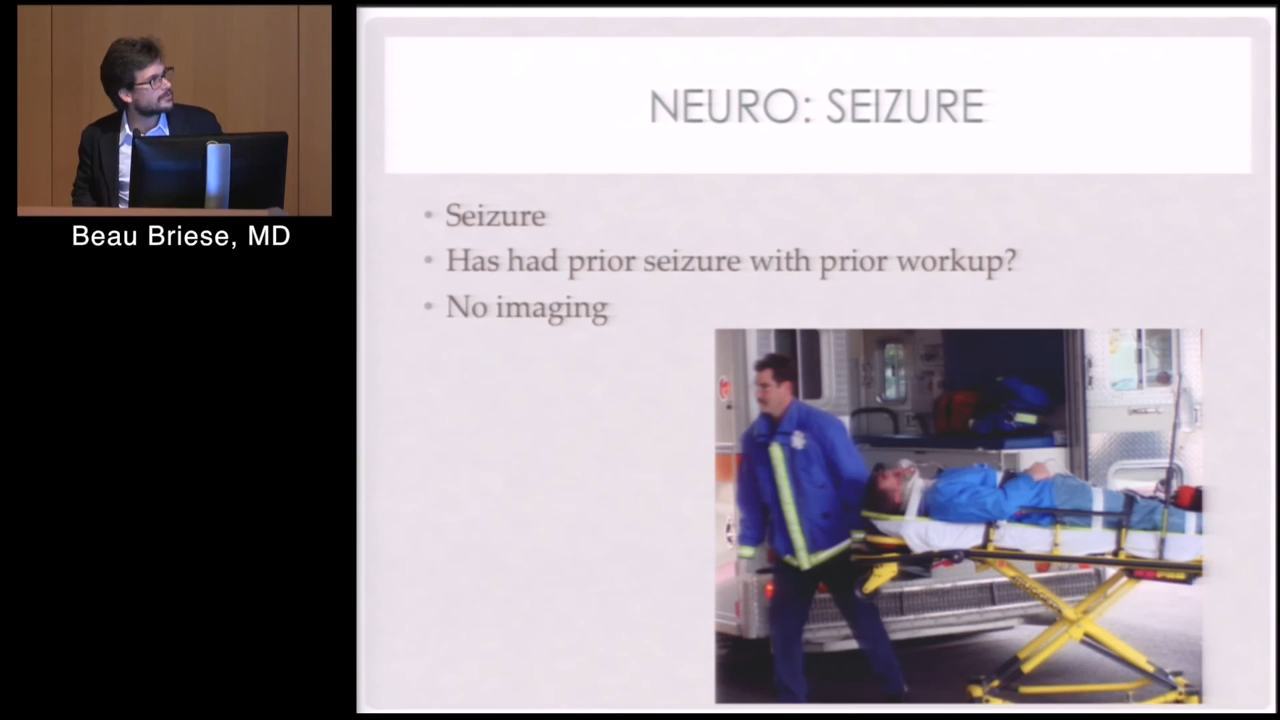 Beau Briese, MD
NEURO: SEIZURE
• Seizure
• Has had prior seizure with prior workup?
• No imaging